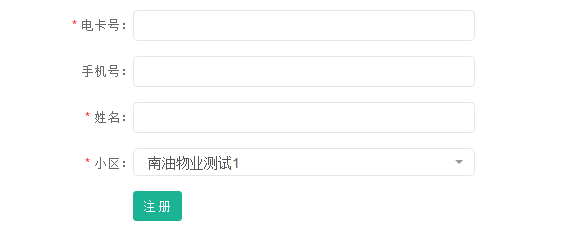 * 电卡号：
手机号：
* 姓名：
* 小区： 南油物业测试1
注 册